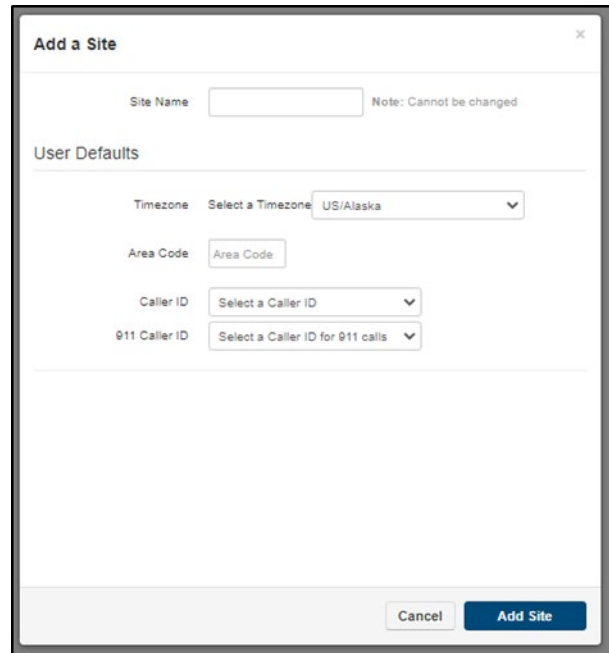 Add a Site
×
Site Name
Note: Cannot be changed
User Defaults
Timezone Select a Timezone US/Alaska
Area Code Area Code
Caller ID Select a Caller ID
911 Caller ID Select a Caller ID for 911 calls
Cancel Add Site